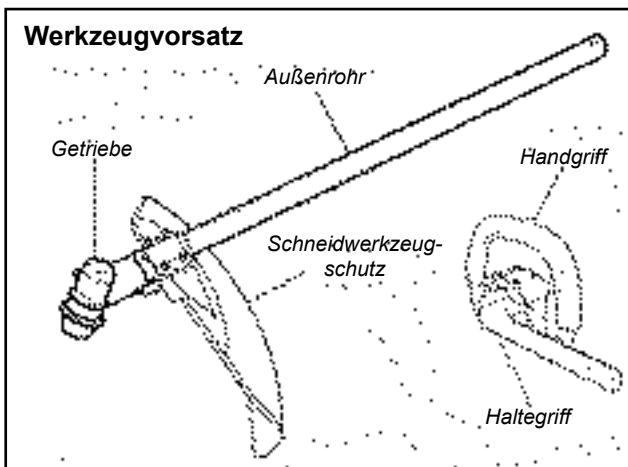 Werkzeugvorsatz
Außenrohr
Getriebe
Handgriff
Schneidwerkzeug-
schutz
Haltegriff